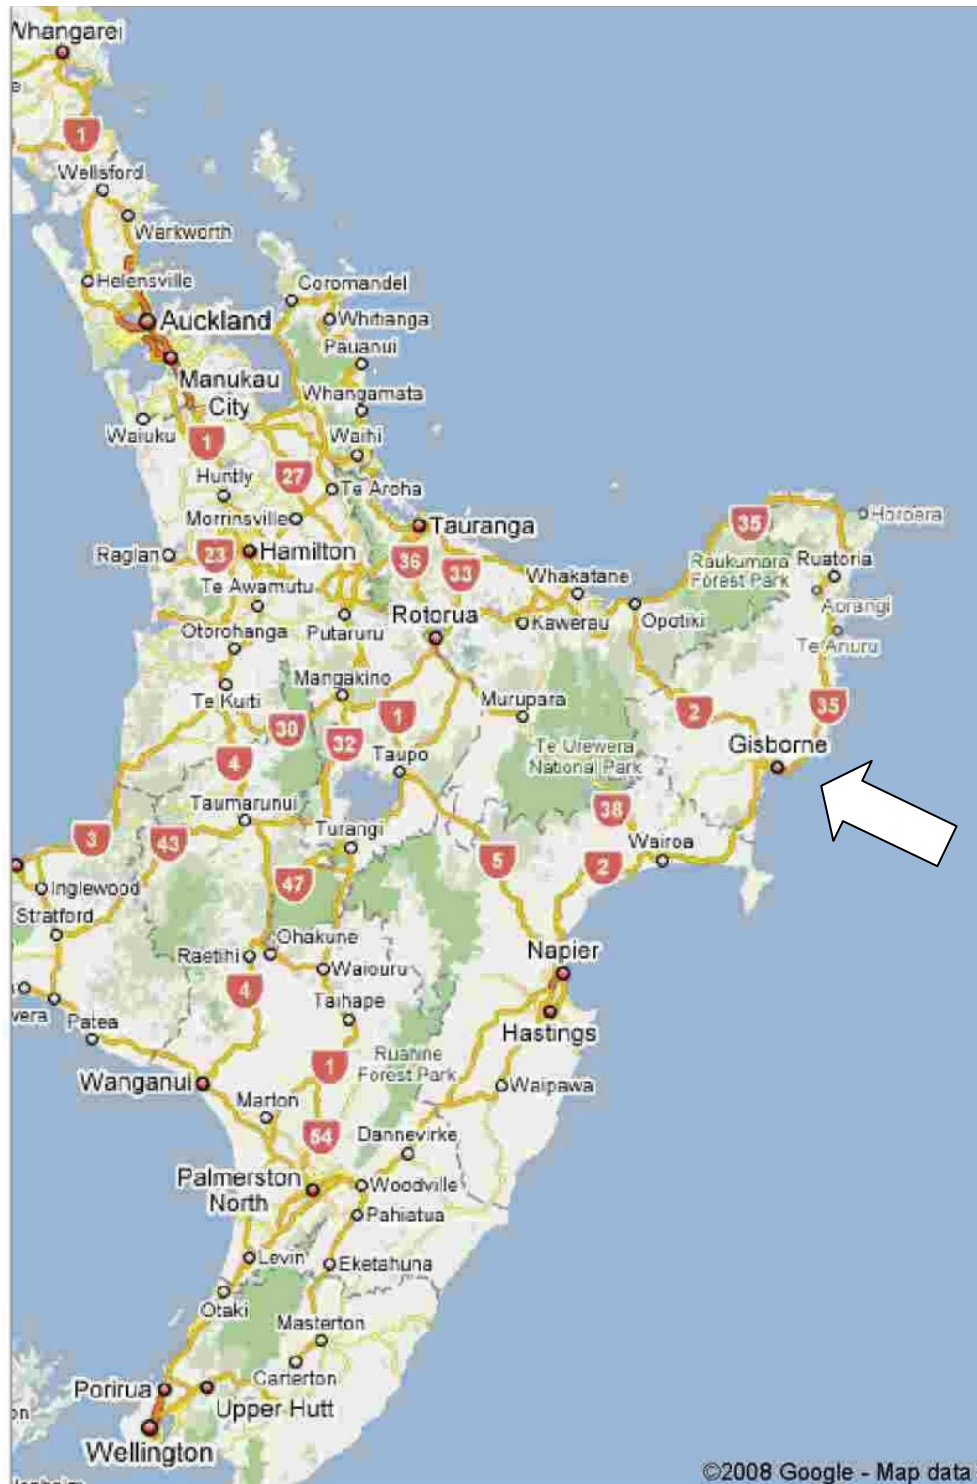 Whangarei
1
Wellsford
Warkworth
Helensville
Coromandel
Auckland
Whitianga
Pauanui
Manukau
City
Whangamata
Waiuku
1
Waihi
Huntly
27
Te Aroha
Morrinsville
Tauranga
35
Horoera
Raglan
23
Hamilton
36
33
Raukumara
Forest Park
Ruatoria
Te Awamutu
Whakatane
Aorangi
Rotorua
Otorohanga
Putaruru
Kawerau
Opotiki
Te Anuru
Mangakino
Te Kuiti
Murupara
30
1
2
35
32
4
Taupo
Te Urewera
National Park
Gisborne
Taumarunui
38
Turangi
3
43
Wairoa
5
2
47
Inglewood
Stratford
Ohakune
Raetihi
Waiouru
Napier
4
Taihape
wera
Patea
Hastings
Ruahine
Forest Park
1
Wanganui
Waipawa
Marton
54
Dannevirke
Palmerston
North
Woodville
Pahiatua
Levin
Eketahuna
Otaki
Masterton
Carterton
Porirua
Upper Hutt
Wellington
©2008 Google - Map data